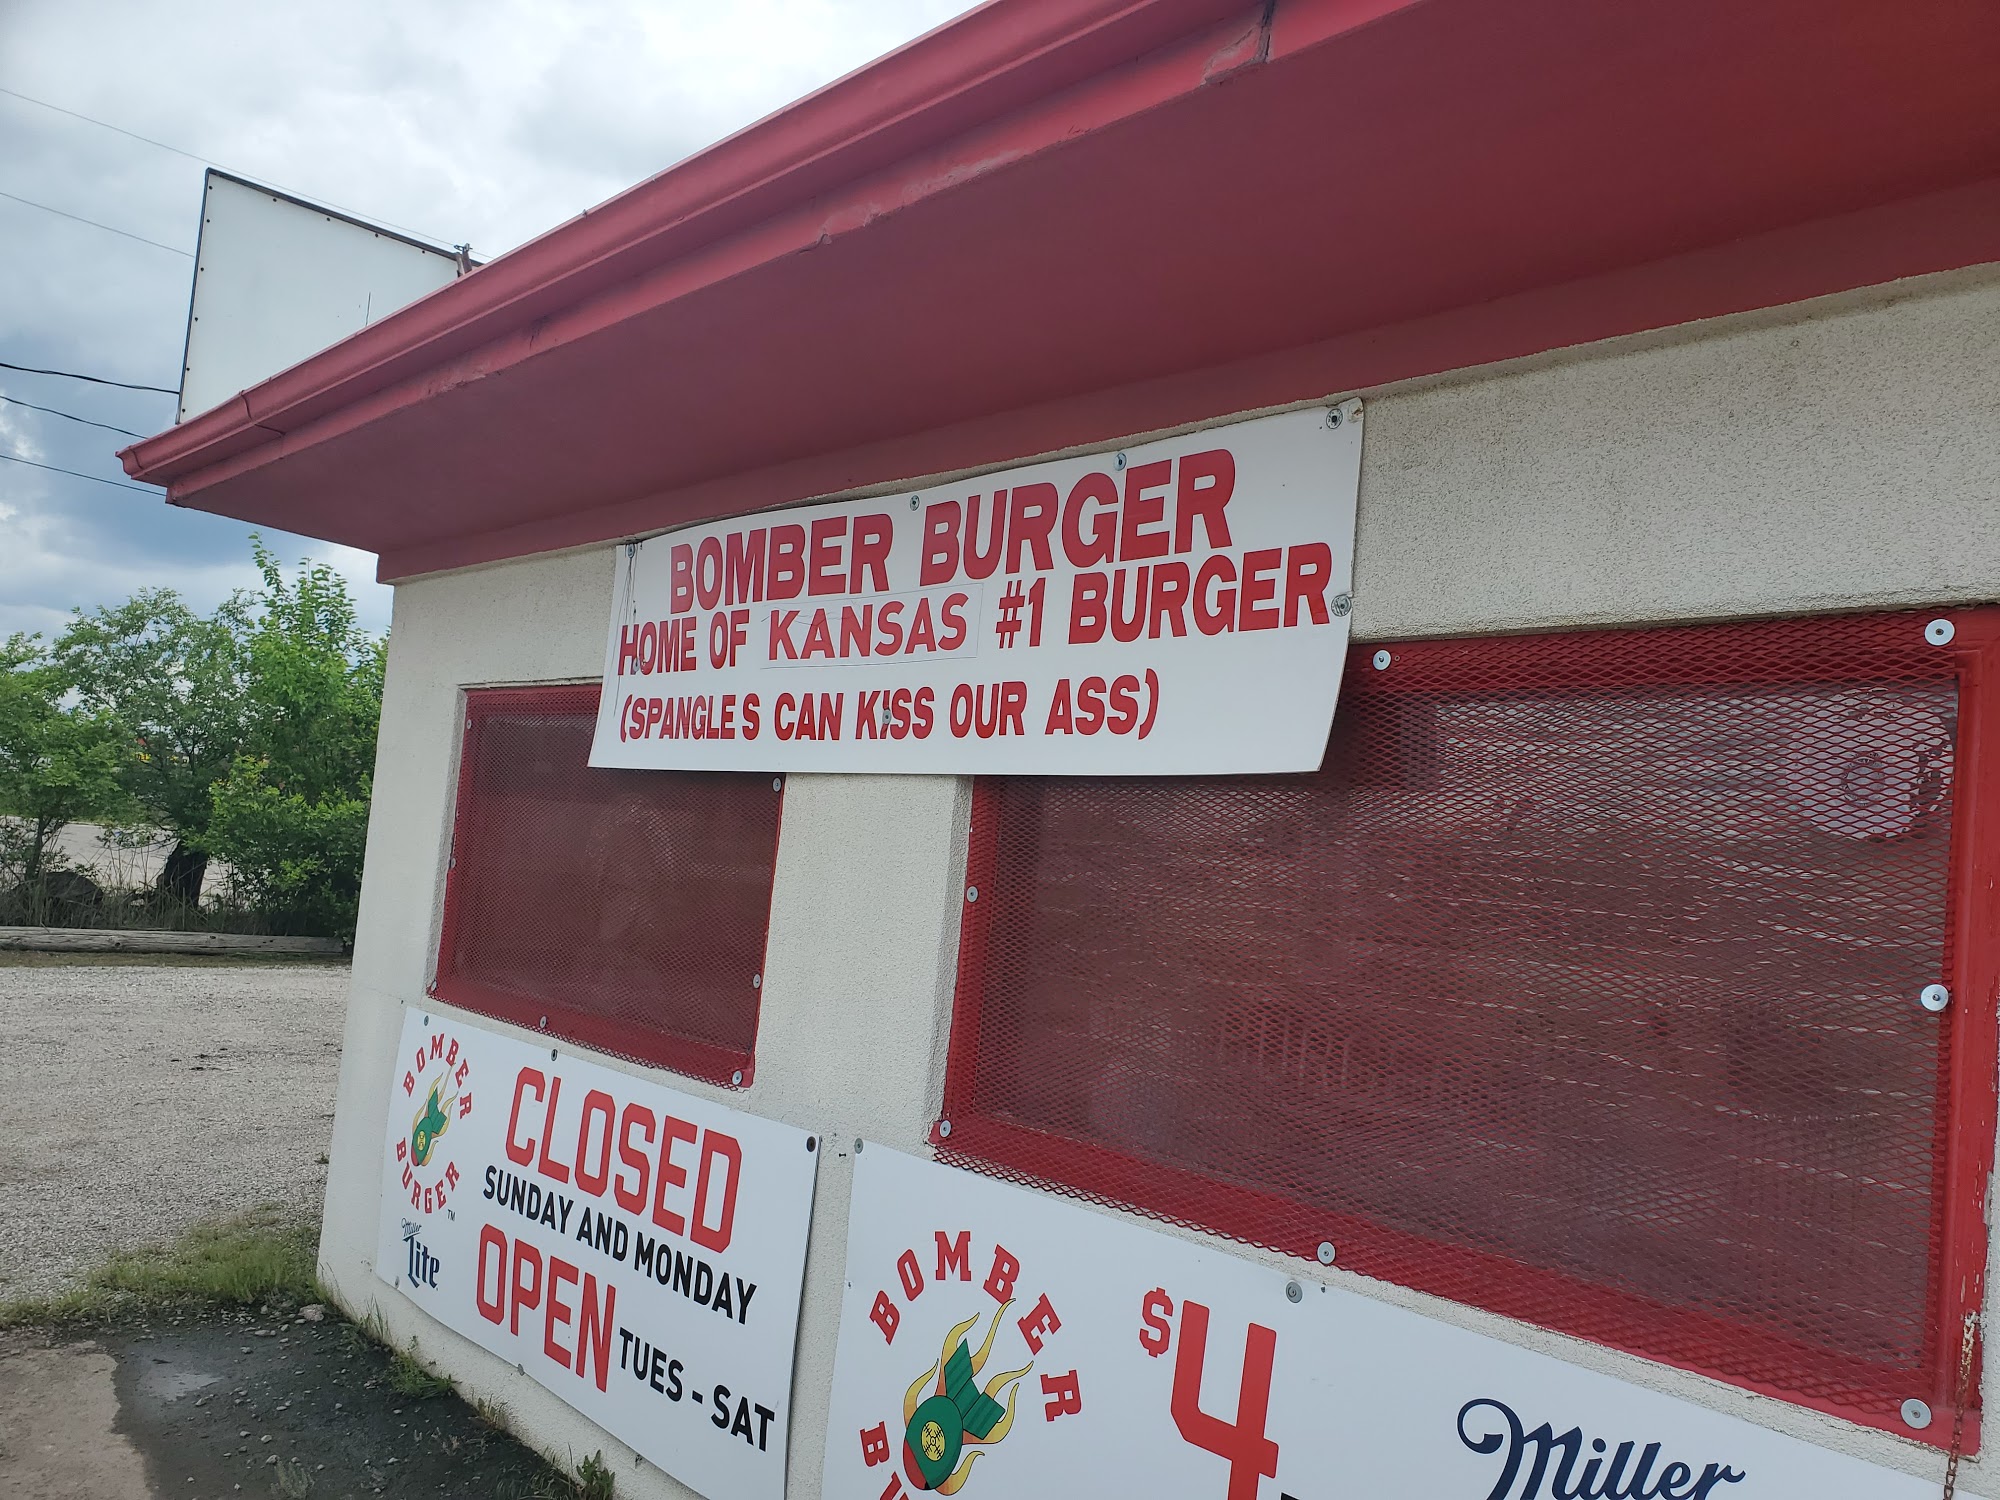 BOMBER BURGER
HOME OF KANSAS #1 BURGER
(SPANGLES CAN KISS OUR ASS)
BOMBER
BURGER
TM
Miller
Lite
CLOSED
SUNDAY AND MONDAY
OPEN TUES - SAT
BOMBER
$4
Miller